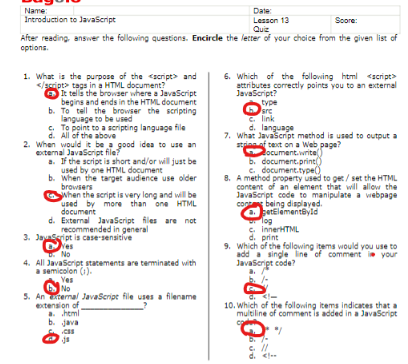 Name:
Date:
Introduction to JavaScript
Lesson 13
Quiz
Score:
After reading, answer the following questions. Encircle the letter of your choice from the given list of
options.
1. What is the purpose of the <script> and
</script> tags in a HTML document?
a. It tells the browser where a JavaScript
begins and ends in the HTML document
b. To tell the browser the scripting
language to be used
c. To point to a scripting language file
d. All of the above
2. When would it be a good idea to use an
external JavaScript file?
a. If the script is short and/or will just be
used by one HTML document
b. When the target audience use older
browsers
c. When the script is very long and will be
used by more than one HTML
document
d. External JavaScript files are not
recommended in general
3. JavaScript is case-sensitive
a. Yes
b. No
4. All JavaScript statements are terminated with
a semicolon (;).
a. Yes
b. No
5. An external JavaScript file uses a filename
extension of ____________?
a. .html
b. .java
c. .css
d. .js
6. Which of the following html <script>
attributes correctly points you to an external
JavaScript?
a. type
b. src
c. link
d. language
7. What JavaScript method is used to output a
string of text on a Web page?
a. document.write()
b. document.print()
c. document.type()
8. A method property used to get / set the HTML
content of an element that will allow the
JavaScript code to manipulate a webpage
content being displayed.
a. getElementById
b. log
c. innerHTML
d. print
9. Which of the following items would you use to
add a single line of comment in your
JavaScript code?
a. /*
b. /-
c. //
d. <!--
10. Which of the following items indicates that a
multiline of comment is added in a JavaScript
code?
a. /* */
b. /-
c. //
d. <!--